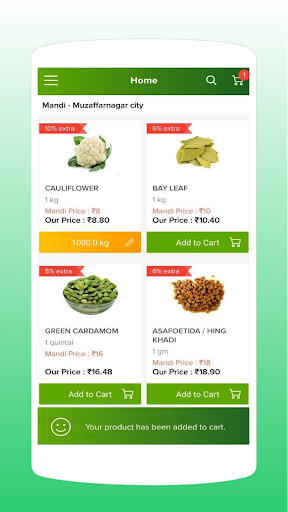 Home
1
Mandi - Muzaffarnagar city
10% extra
CAULIFLOWER
1 kg
Mandi Price : ₹8
Our Price : ₹8.80
1000.0 kg
6% extra
BAY LEAF
1 kg
Mandi Price : ₹10
Our Price : ₹10.40
Add to Cart
5% extra
GREEN CARDAMOM
1 quintal
Mandi Price : ₹16
Our Price : ₹16.48
Add to Cart
6% extra
ASAFOETIDA / HING
KHADI
1 gm
Mandi Price : ₹18
Our Price : ₹18.90
Add to Cart
Your product has been added to cart.